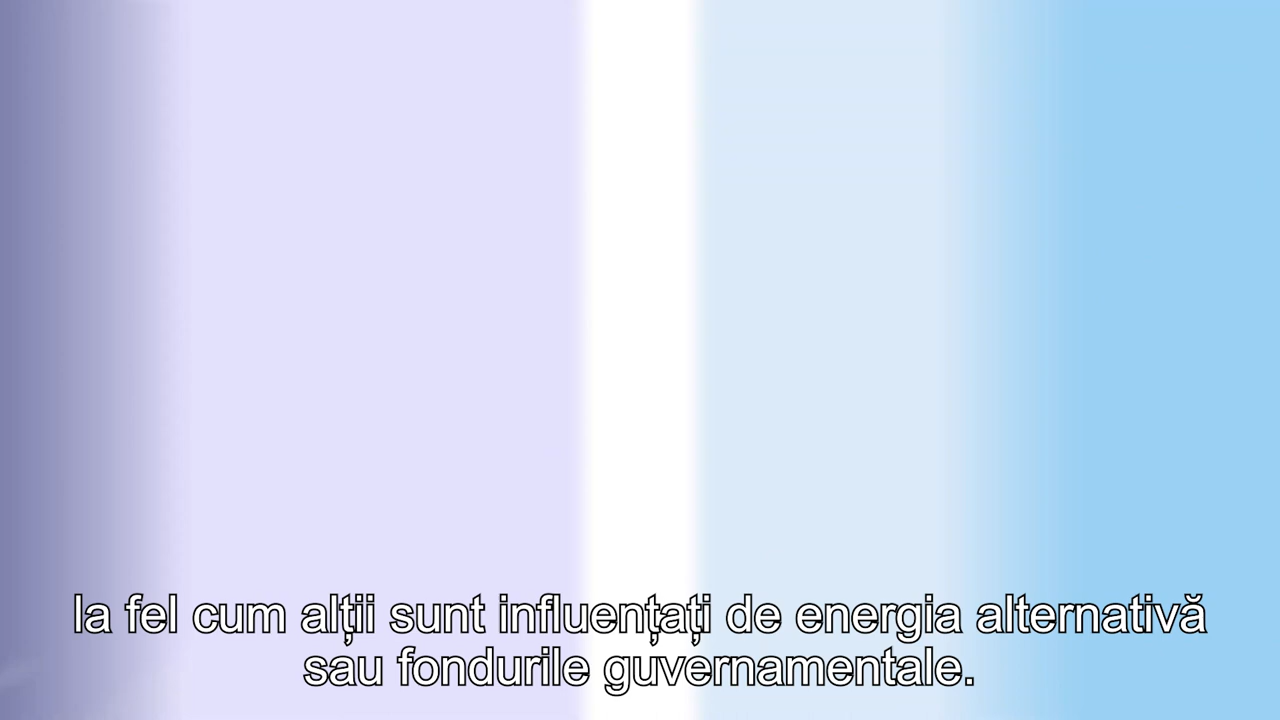 la fel cum alții sunt influențați de energia alternativă
sau fondurile guvernamentale.